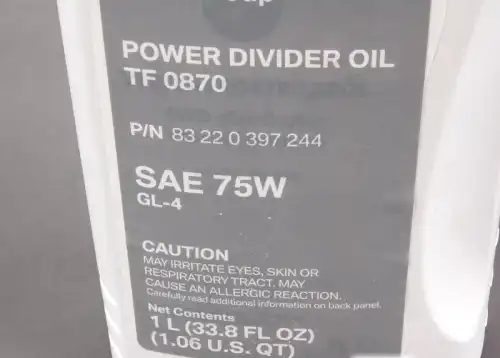 POWER DIVIDER OIL
TF 0870
P/N 83 22 0 397 244
SAE 75W
GL-4
CAUTION
MAY IRRITATE EYES, SKIN OR
RESPIRATORY TRACT. MAY
CAUSE AN ALLERGIC REACTION.
Carefully read additional information on back panel.
Net Contents
1 L (33.8 FL OZ)
(1.06 U.S. QT)